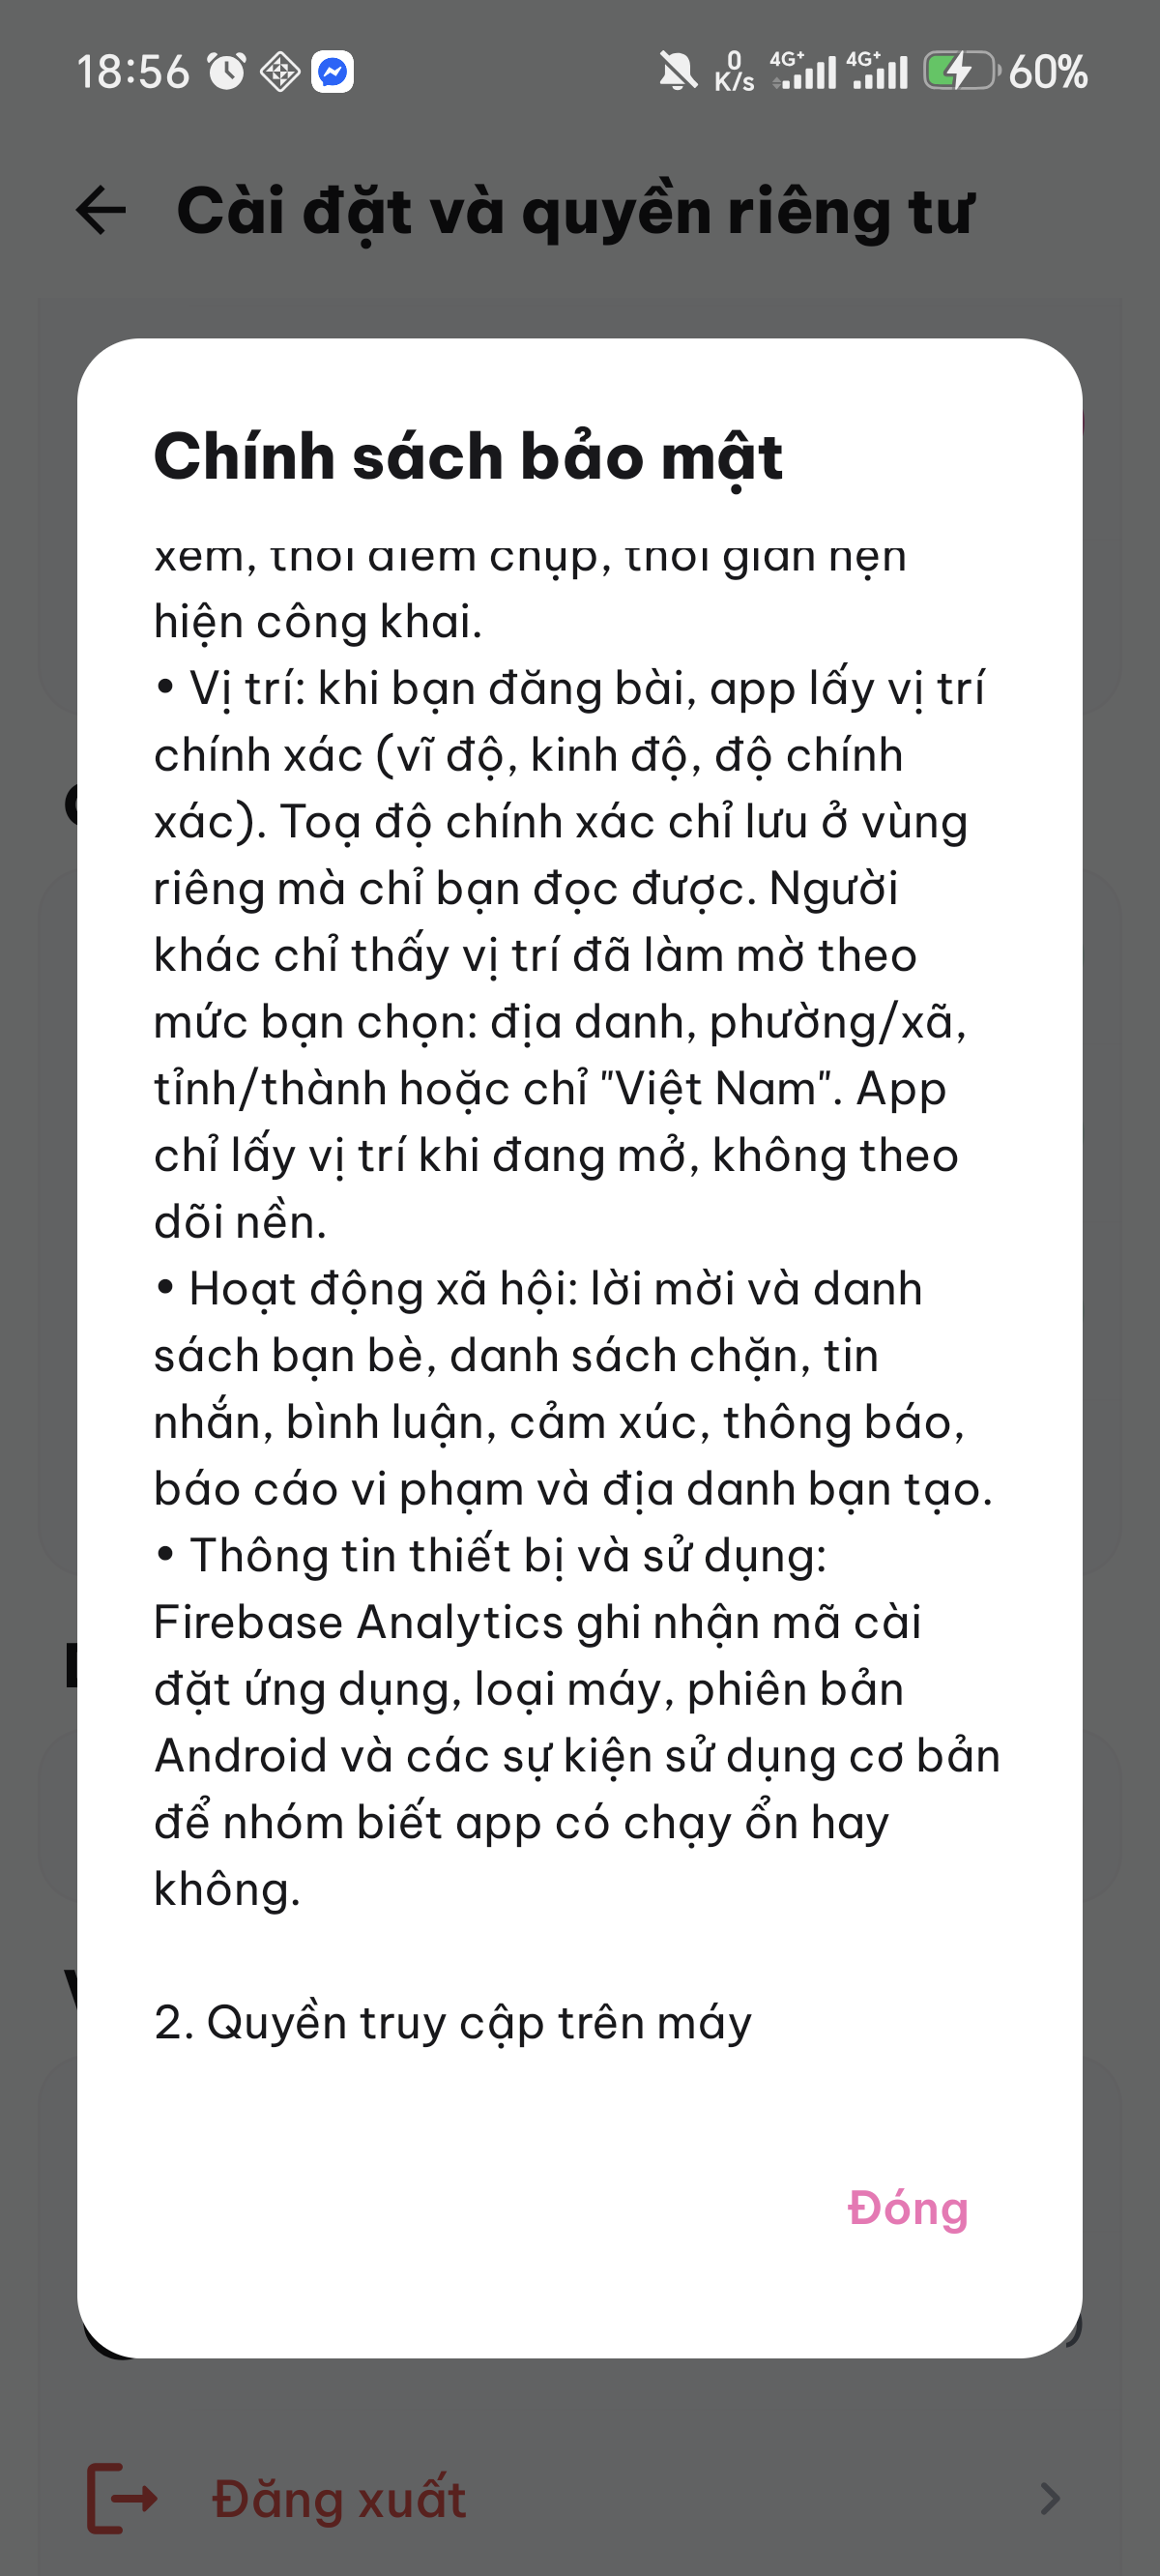 18:56
0
K/s
4G+
4G+
60%
Cài đặt và quyền riêng tư
Chính sách bảo mật
xem, thời điểm chụp, thời gian hẹn
hiện công khai.
• Vị trí: khi bạn đăng bài, app lấy vị trí
chính xác (vĩ độ, kinh độ, độ chính
xác). Toạ độ chính xác chỉ lưu ở vùng
riêng mà chỉ bạn đọc được. Người
khác chỉ thấy vị trí đã làm mờ theo
mức bạn chọn: địa danh, phường/xã,
tỉnh/thành hoặc chỉ "Việt Nam". App
chỉ lấy vị trí khi đang mở, không theo
dõi nền.
• Hoạt động xã hội: lời mời và danh
sách bạn bè, danh sách chặn, tin
nhắn, bình luận, cảm xúc, thông báo,
báo cáo vi phạm và địa danh bạn tạo.
• Thông tin thiết bị và sử dụng:
Firebase Analytics ghi nhận mã cài
đặt ứng dụng, loại máy, phiên bản
Android và các sự kiện sử dụng cơ bản
để nhóm biết app có chạy ổn hay
không.
2. Quyền truy cập trên máy
Đóng
Đăng xuất